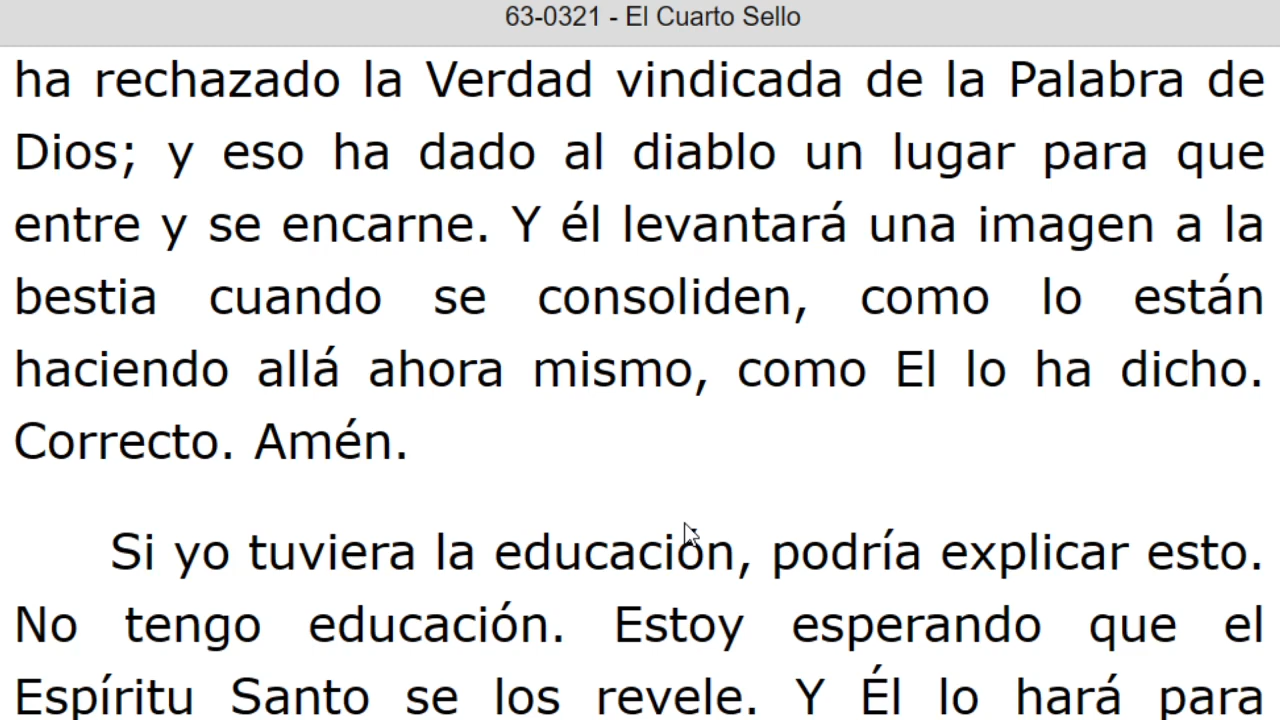 63-0321 - El Cuarto Sello
ha rechazado la Verdad vindicada de la Palabra de
Dios; y eso ha dado al diablo un lugar para que
entre y se encarne. Y él levantará una imagen a la
bestia cuando se consoliden, como lo están
haciendo allá ahora mismo, como El lo ha dicho.
Correcto. Amén.
Si yo tuviera la educación, podría explicar esto.
No tengo educación. Estoy esperando que el
Espíritu Santo se los revele. Y Él lo hará para